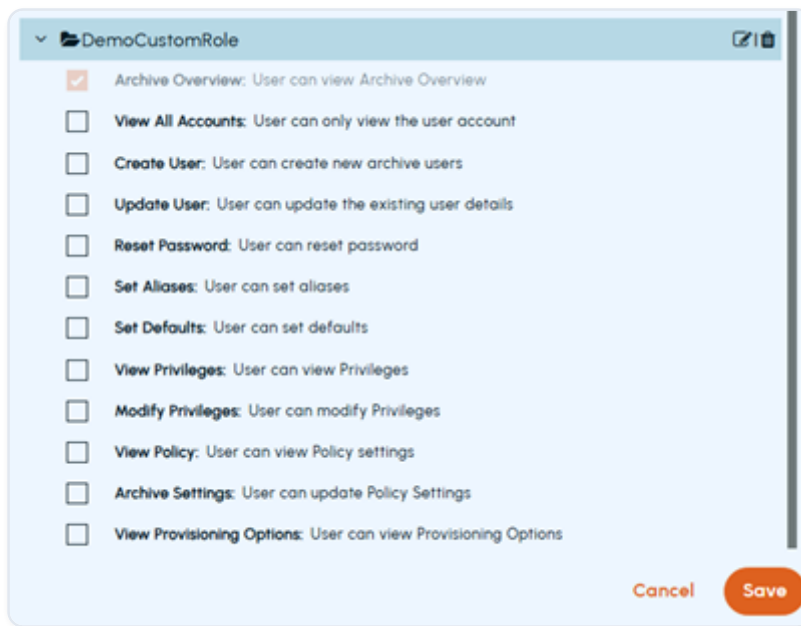 DemoCustomRole
Archive Overview: User can view Archive Overview
View All Accounts: User can only view the user account
Create User: User can create new archive users
Update User: User can update the existing user details
Reset Password: User can reset password
Set Aliases: User can set aliases
Set Defaults: User can set defaults
View Privileges: User can view Privileges
Modify Privileges: User can modify Privileges
View Policy: User can view Policy settings
Archive Settings: User can update Policy Settings
View Provisioning Options: User can view Provisioning Options
Cancel Save